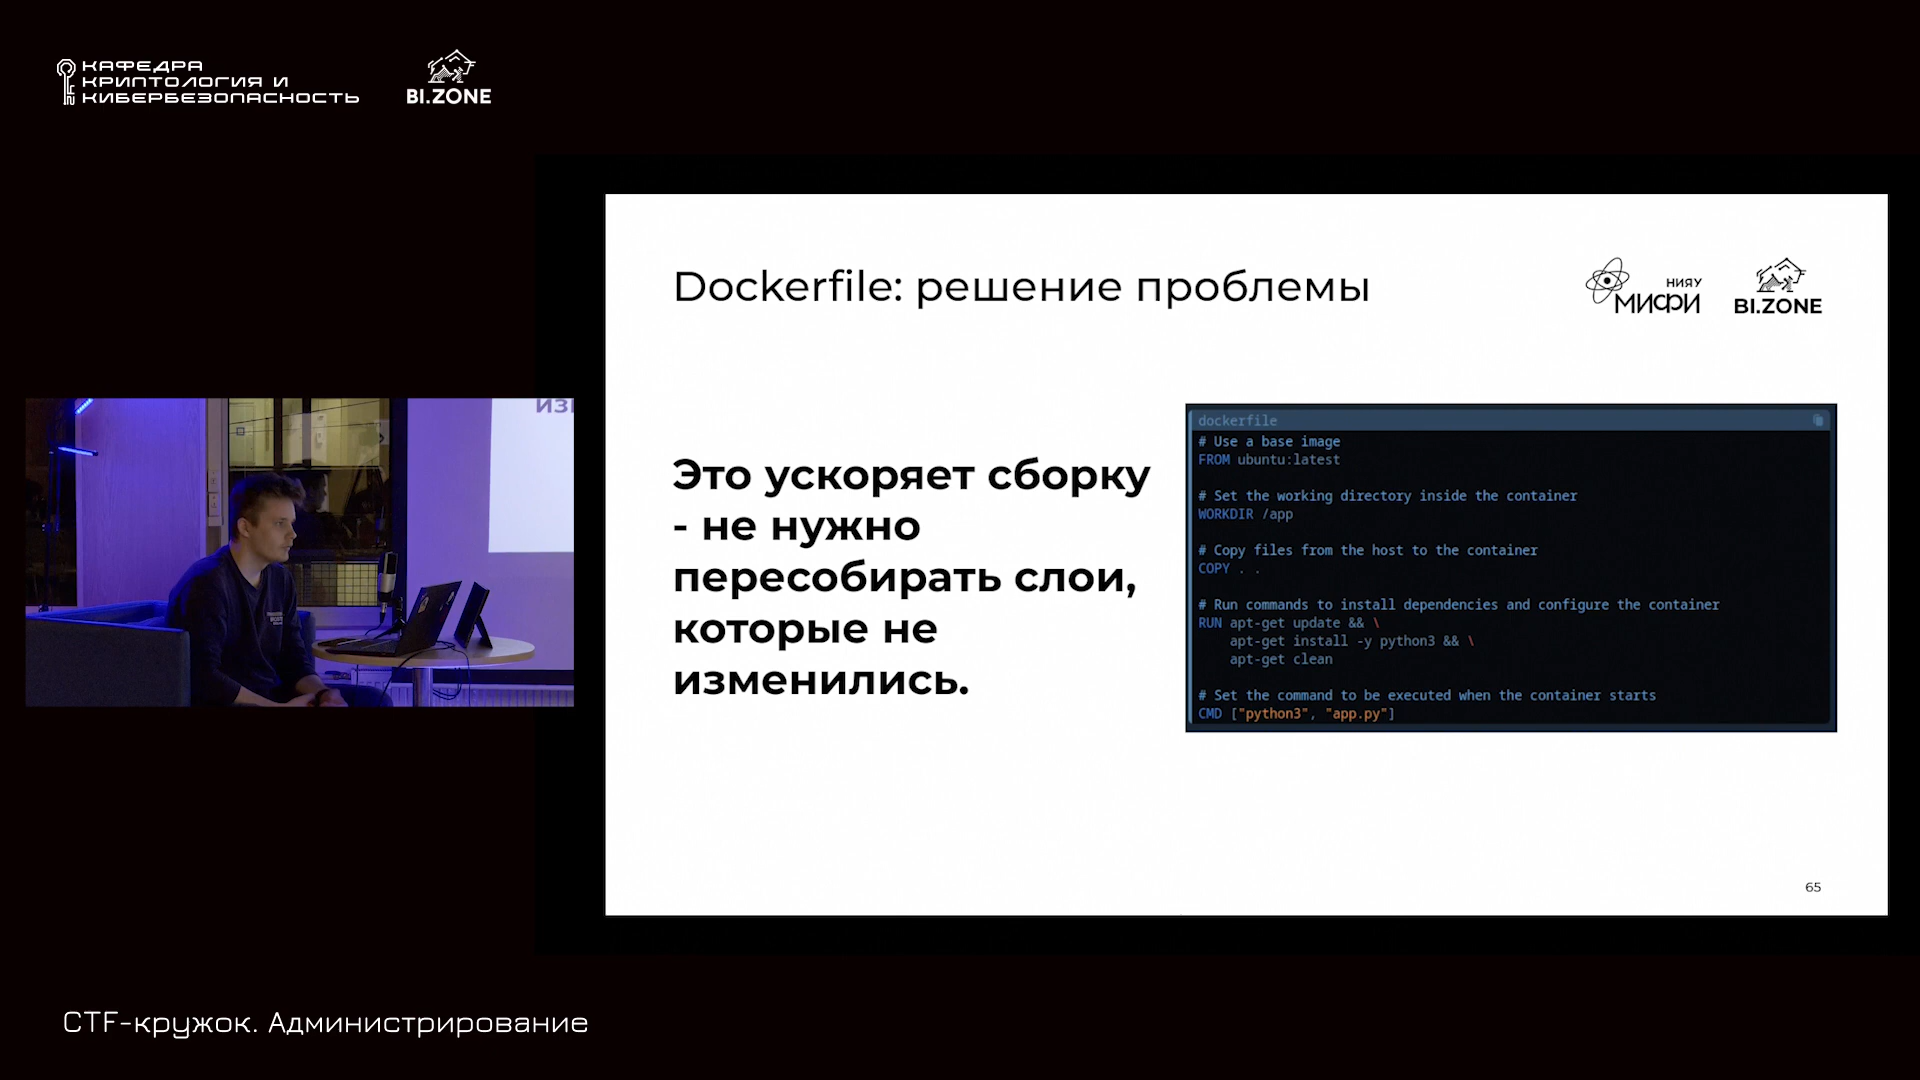 КАФЕДРА
КРИПТОЛОГИЯ И
КИБЕРБЕЗОПАСНОСТЬ
BI.ZONE
Dockerfile: решение проблемы
НИЯУ
МИФИ
BI.ZONE
Это ускоряет сборку
- не нужно
пересобирать слои,
которые не
изменились.
dockerfile
# Use a base image
FROM ubuntu:latest
# Set the working directory inside the container
WORKDIR /app
# Copy files from the host to the container
COPY . .
# Run commands to install dependencies and configure the container
RUN apt-get update && \
apt-get install -y python3 && \
apt-get clean
# Set the command to be executed when the container starts
CMD ["python3", "app.py"]
65
CTF-кружок. Администрирование